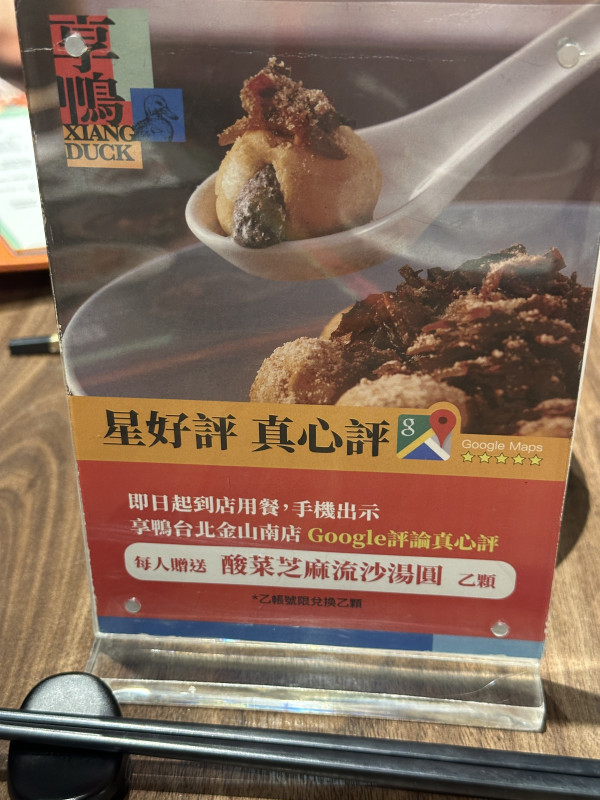 享鴨
XIANG
DUCK
星好評 真心評
g
Google Maps
即日起到店用餐,手機出示
享鴨台北金山南店 Google評論真心評
每人贈送 酸菜芝麻流沙湯圓 乙顆
*乙帳號限兌換乙顆